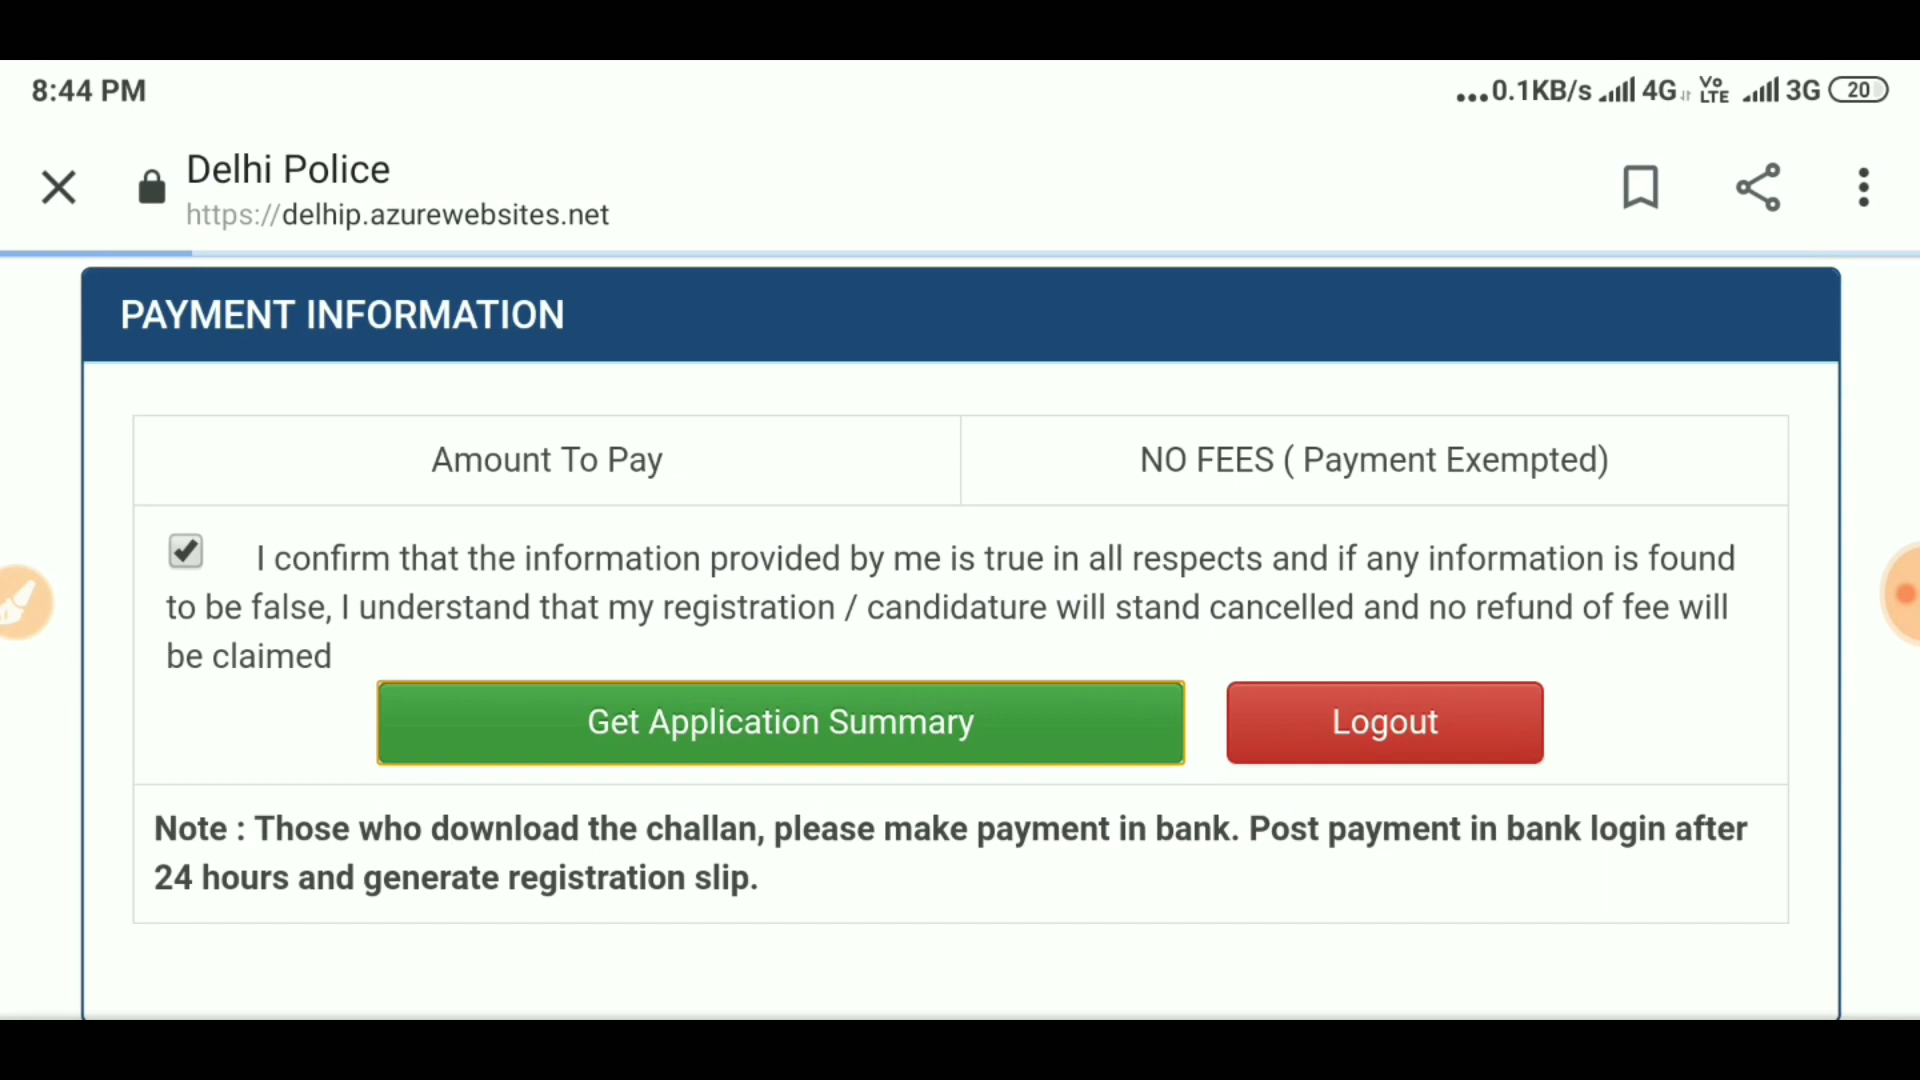 8:44 PM
...0.1KB/s 4G Vo LTE 3G 20
Delhi Police
https://delhip.azurewebsites.net
PAYMENT INFORMATION
Amount To Pay NO FEES ( Payment Exempted)
I confirm that the information provided by me is true in all respects and if any information is found
to be false, I understand that my registration / candidature will stand cancelled and no refund of fee will
be claimed
Get Application Summary Logout
Note : Those who download the challan, please make payment in bank. Post payment in bank login after
24 hours and generate registration slip.